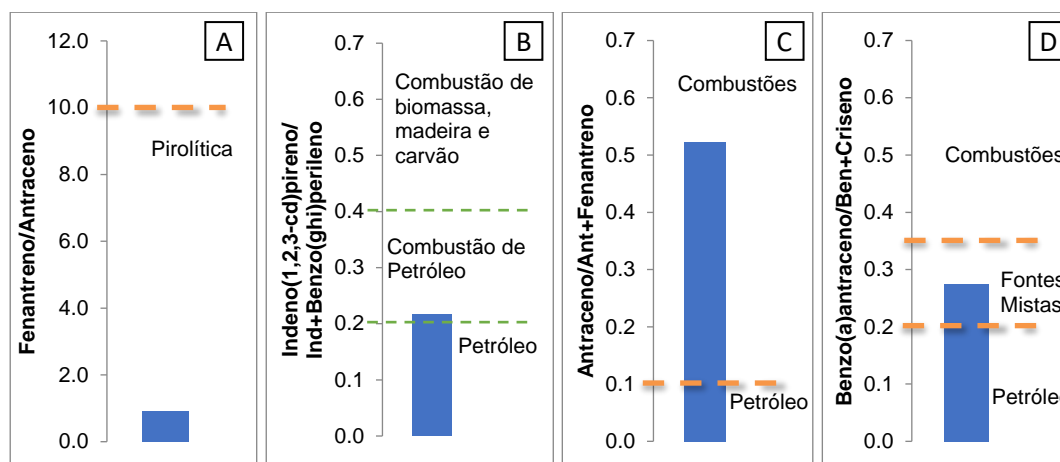 A
Fenantreno/Antraceno
12.0
10.0
8.0
6.0
4.0
2.0
0.0
Pirolítica
B
Indeno(1,2,3-cd)pireno/
Ind+Benzo(ghi)perileno
0.7
0.6
0.5
0.4
0.3
0.2
0.1
0.0
Combustão de
biomassa,
madeira e
carvão
Combustão de
Petróleo
Petróleo
C
Antraceno/Ant+Fenantreno
0.7
0.6
0.5
0.4
0.3
0.2
0.1
0.0
Combustões
Petróleo
D
Benzo(a)antraceno/Ben+Criseno
0.7
0.6
0.5
0.4
0.3
0.2
0.1
0.0
Combustões
Fontes
Mistas
Petróleo